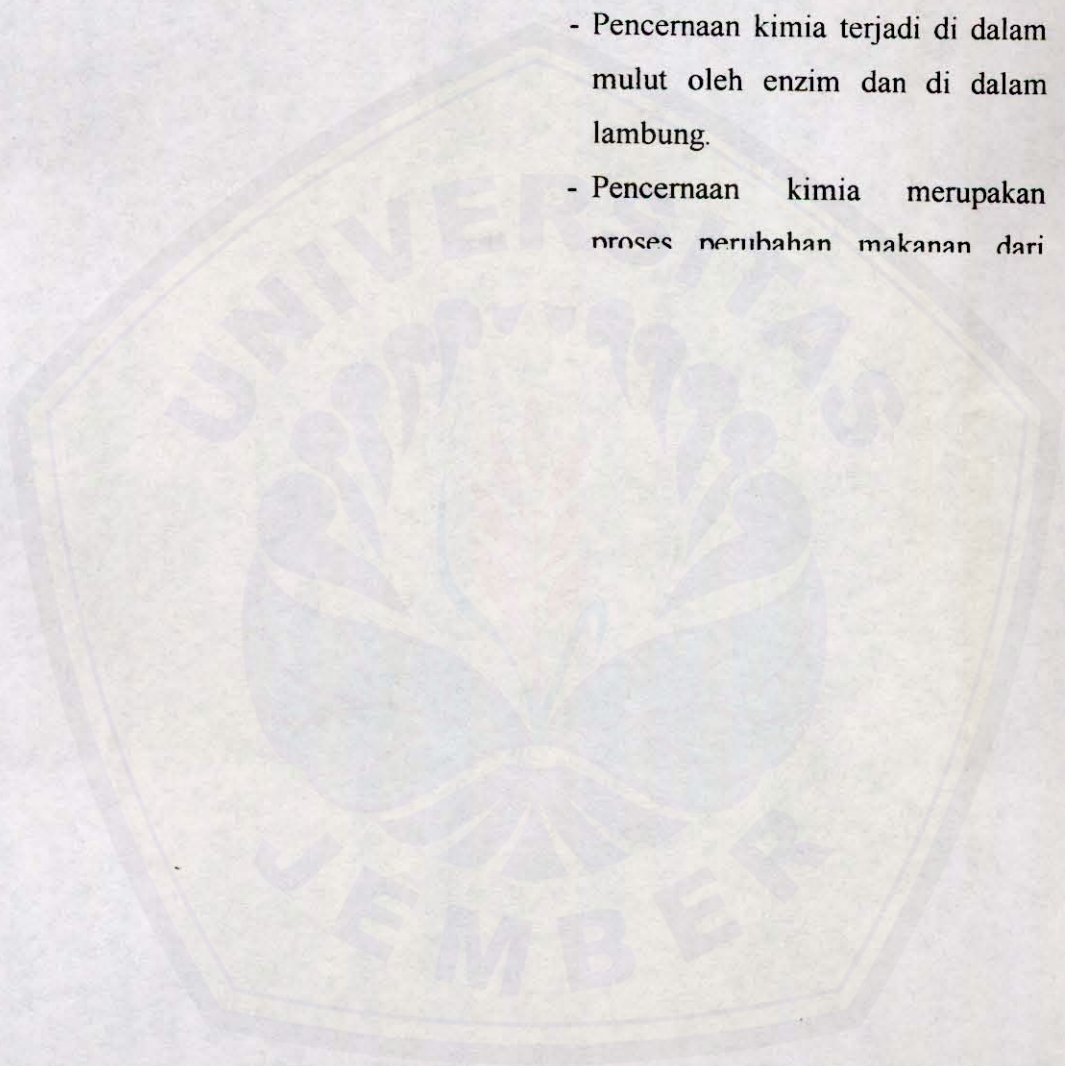 - Pencernaan kimia terjadi di dalam
mulut oleh enzim dan di dalam
lambung.
- Pencernaan kimia merupakan
proses perubahan makanan dari
UNIVERSITAS
JEMBER